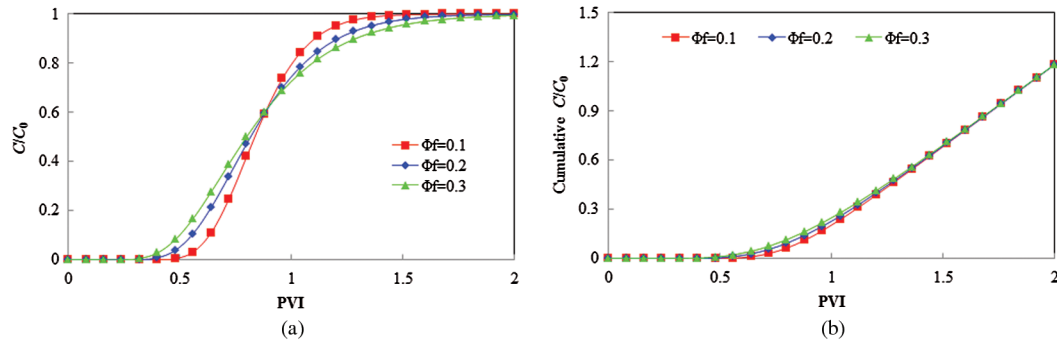 1
0.8
0.6
0.4
0.2
0
C/C0
Φf=0.1
Φf=0.2
Φf=0.3
0 0.5 1 1.5 2
PVI
(a)
1.5
1.2
0.9
0.6
0.3
0
Cumulative C/C0
Φf=0.1 Φf=0.2 Φf=0.3
0 0.5 1 1.5 2
PVI
(b)